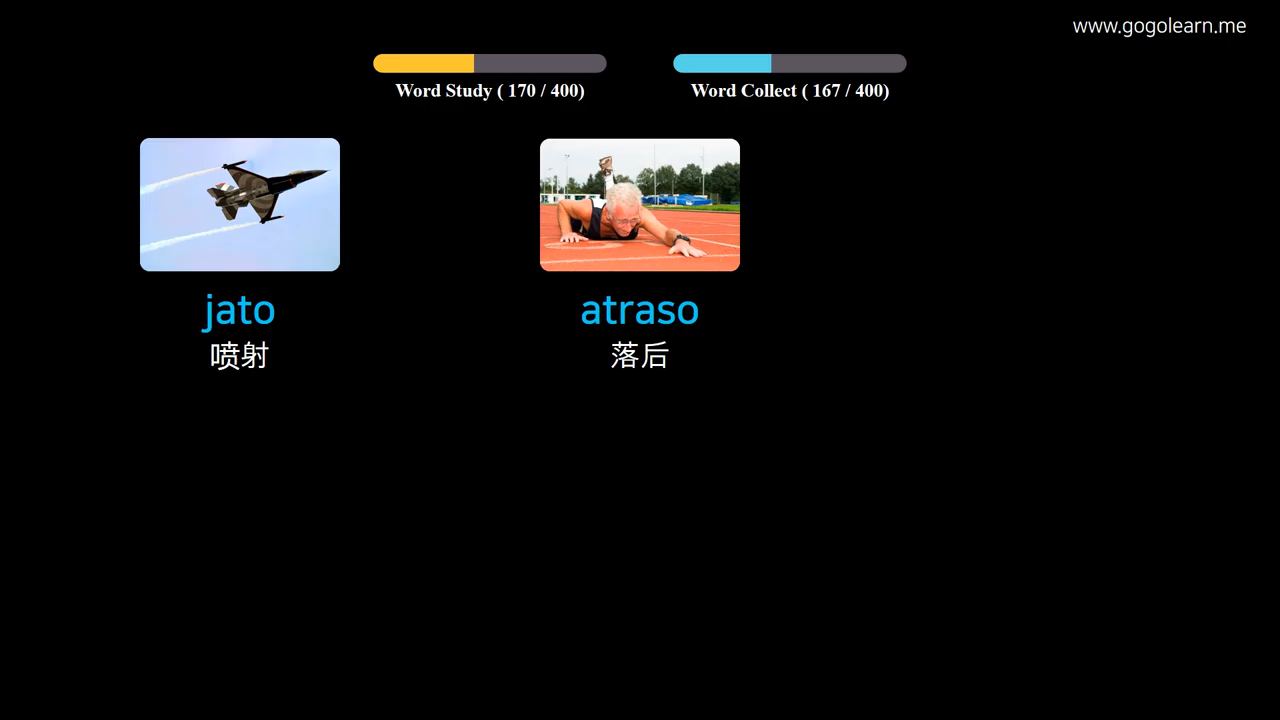 www.gogolearn.me
Word Study ( 170 / 400)
Word Collect ( 167 / 400)
jato
喷射
atraso
落后